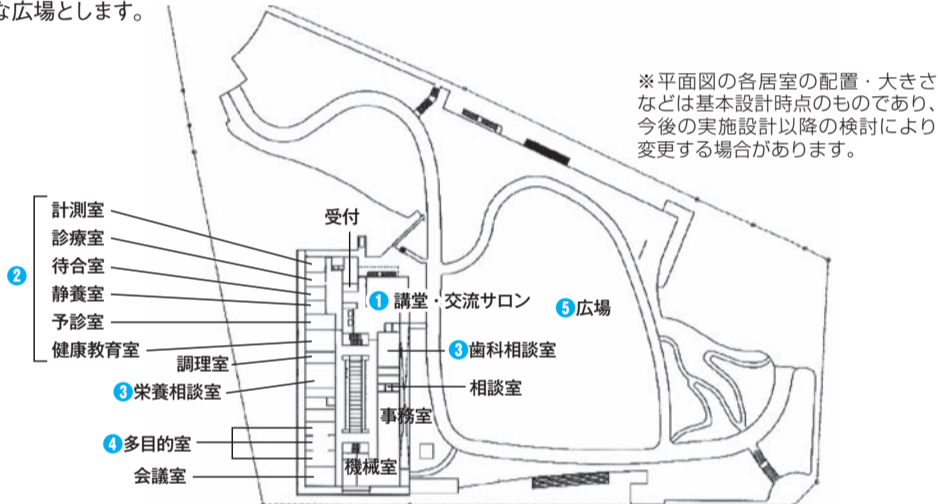 な広場とします。
※平面図の各居室の配置・大きさ
などは基本設計時点のものであり、
今後の実施設計以降の検討により
変更する場合があります。
❷
計測室
診療室
待合室
静養室
予診室
健康教育室
調理室
❸栄養相談室
❹多目的室
会議室
受付
❶ 講堂・交流サロン
❺広場
❸歯科相談室
相談室
事務室
機械室